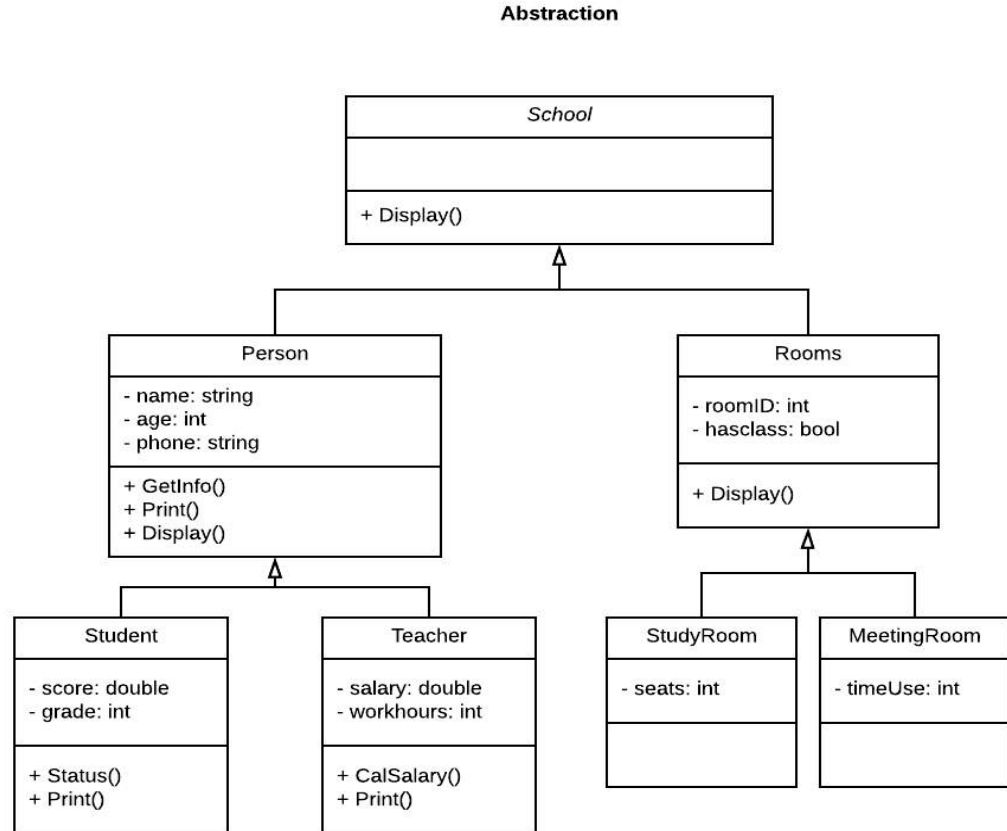 Abstraction
School
+ Display()
Person
- name: string
- age: int
- phone: string
+ GetInfo()
+ Print()
+ Display()
Rooms
- roomID: int
- hasclass: bool
+ Display()
Student
- score: double
- grade: int
+ Status()
+ Print()
Teacher
- salary: double
- workhours: int
+ CalSalary()
+ Print()
StudyRoom
- seats: int
MeetingRoom
- timeUse: int